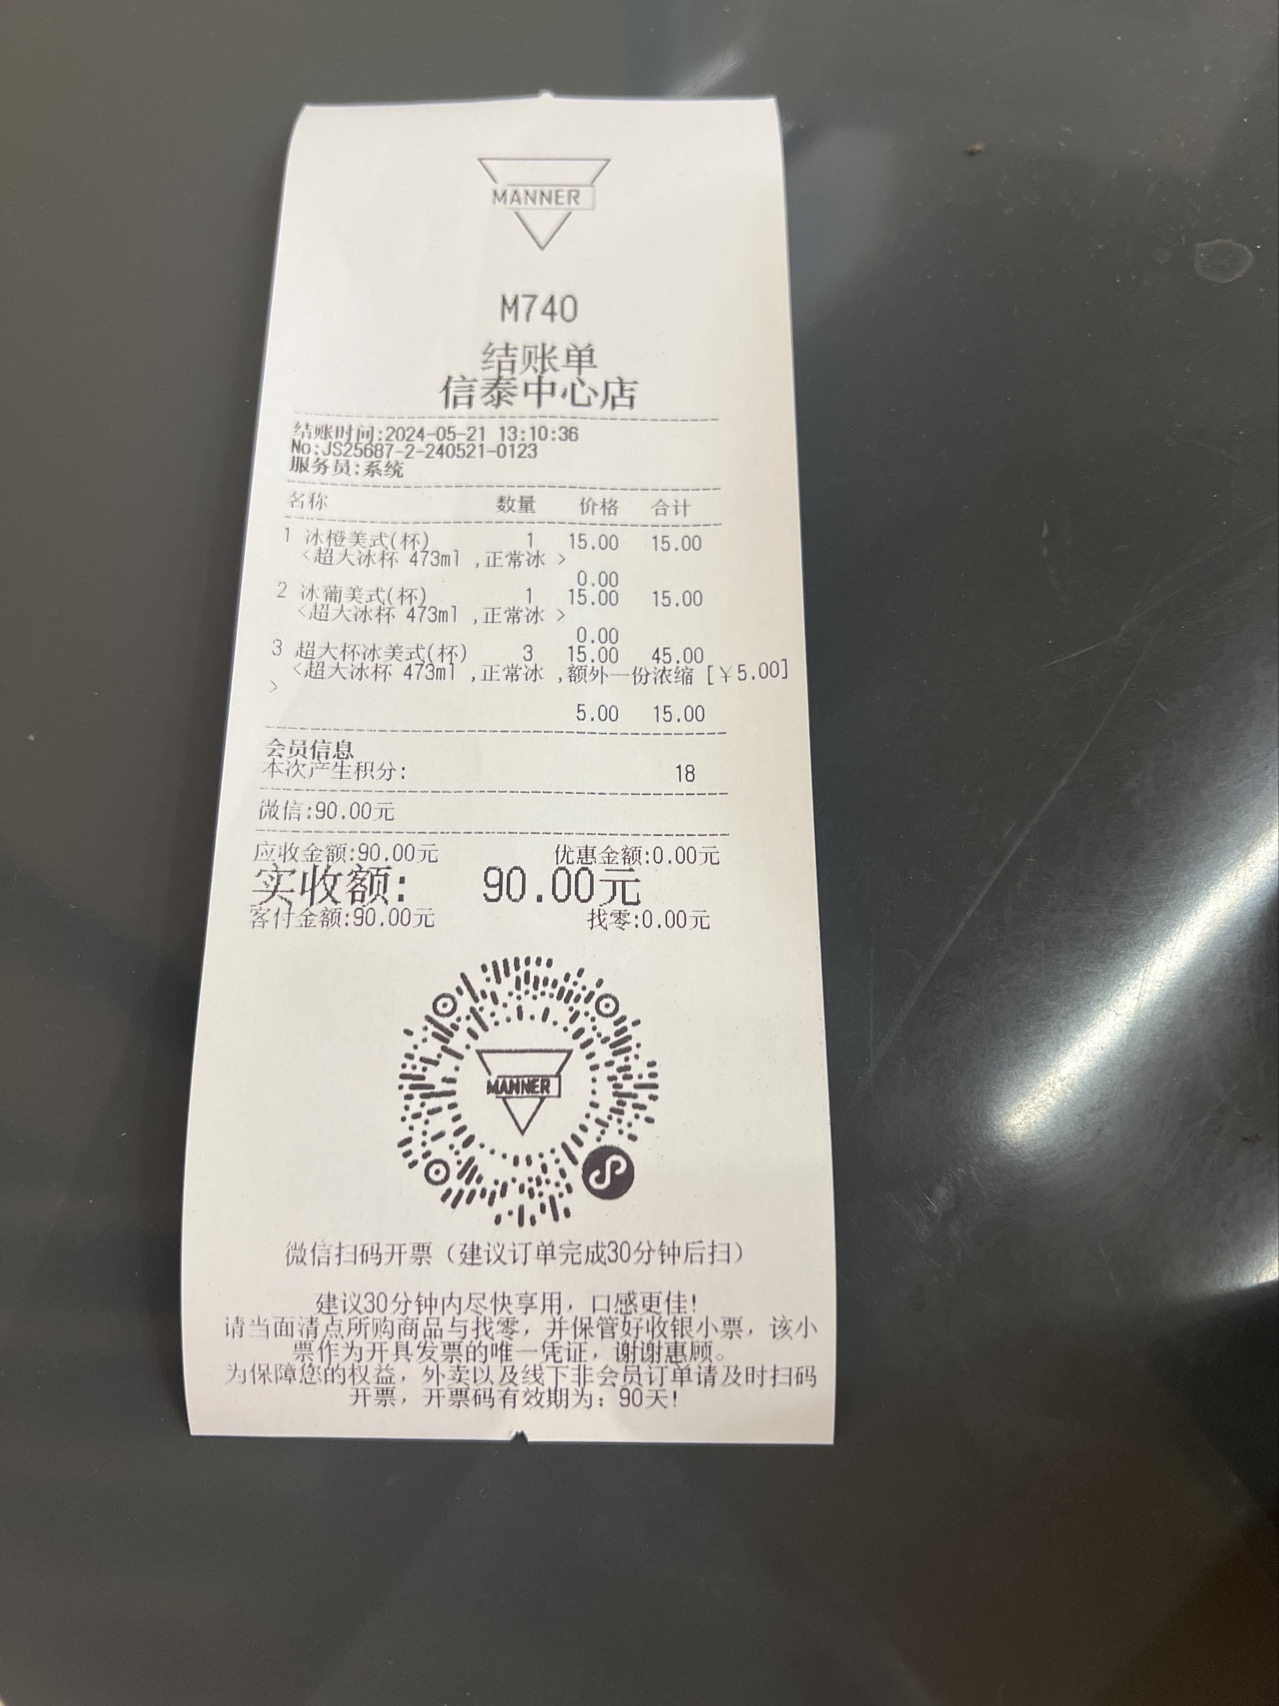 MANNER
M740
结账单
信泰中心店
结账时间:2024-05-21 13:10:36
No:JS25687-2-240521-0123
服务员:系统
名称 数量 价格 合计
1 冰橙美式(杯) 1 15.00 15.00
<超大冰杯 473ml ,正常冰 >
0.00
2 冰葡美式(杯) 1 15.00 15.00
<超大冰杯 473ml ,正常冰 >
0.00
3 超大杯冰美式(杯) 3 15.00 45.00
<超大冰杯 473ml ,正常冰 ,额外一份浓缩 [￥5.00]
>
5.00 15.00
会员信息
本次产生积分: 18
微信:90.00元
应收金额:90.00元 优惠金额:0.00元
实收额: 90.00元
客付金额:90.00元 找零:0.00元
MANNER
微信扫码开票（建议订单完成30分钟后扫）
建议30分钟内尽快享用，口感更佳!
请当面清点所购商品与找零，并保管好收银小票，该小
票作为开具发票的唯一凭证，谢谢惠顾。
为保障您的权益，外卖以及线下非会员订单请及时扫码
开票，开票码有效期为：90天!